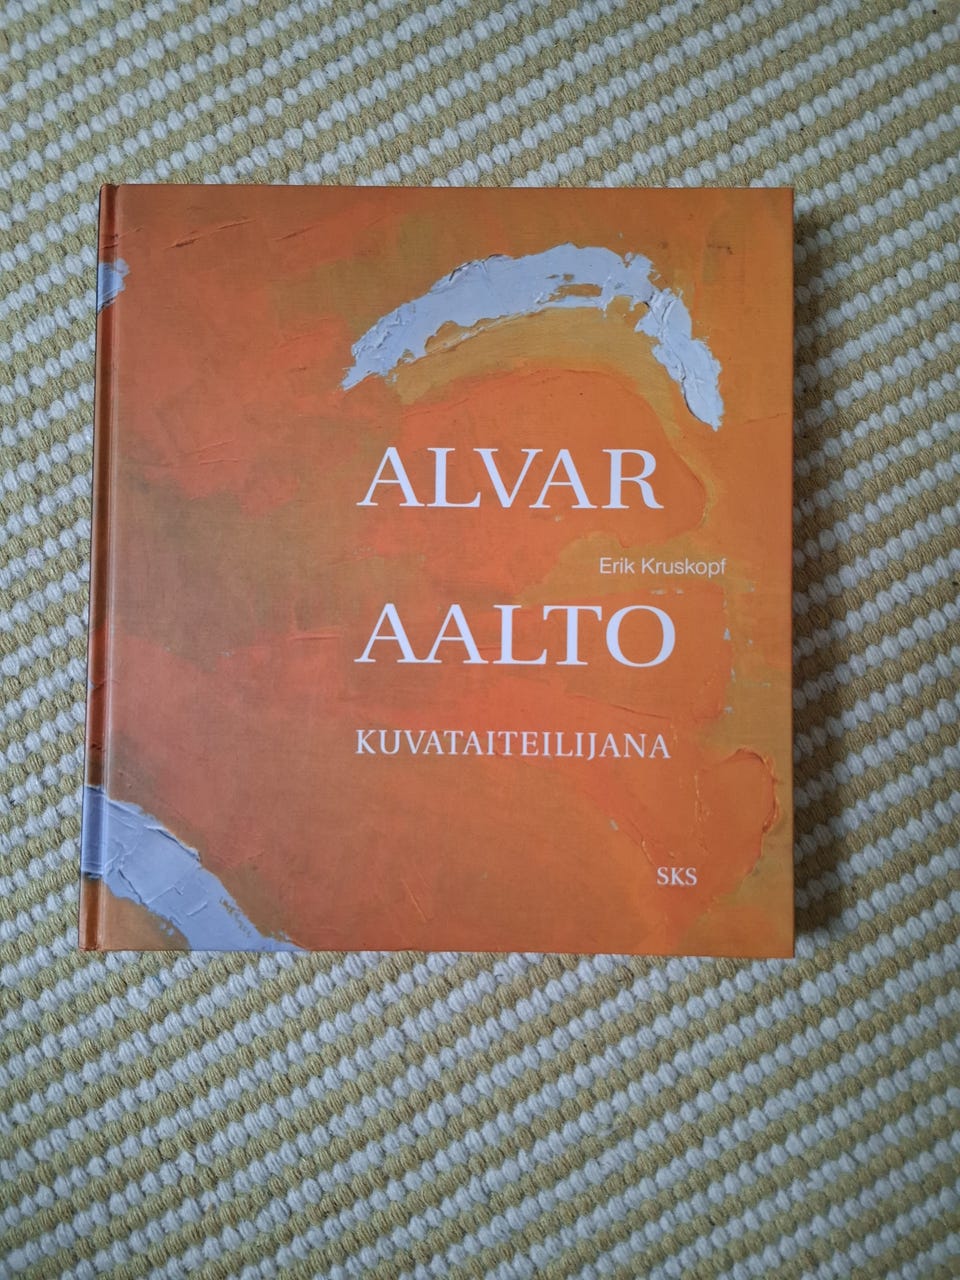 ALVAR
Erik Kruskopf
AALTO
KUVATAITEILIJANA
SKS